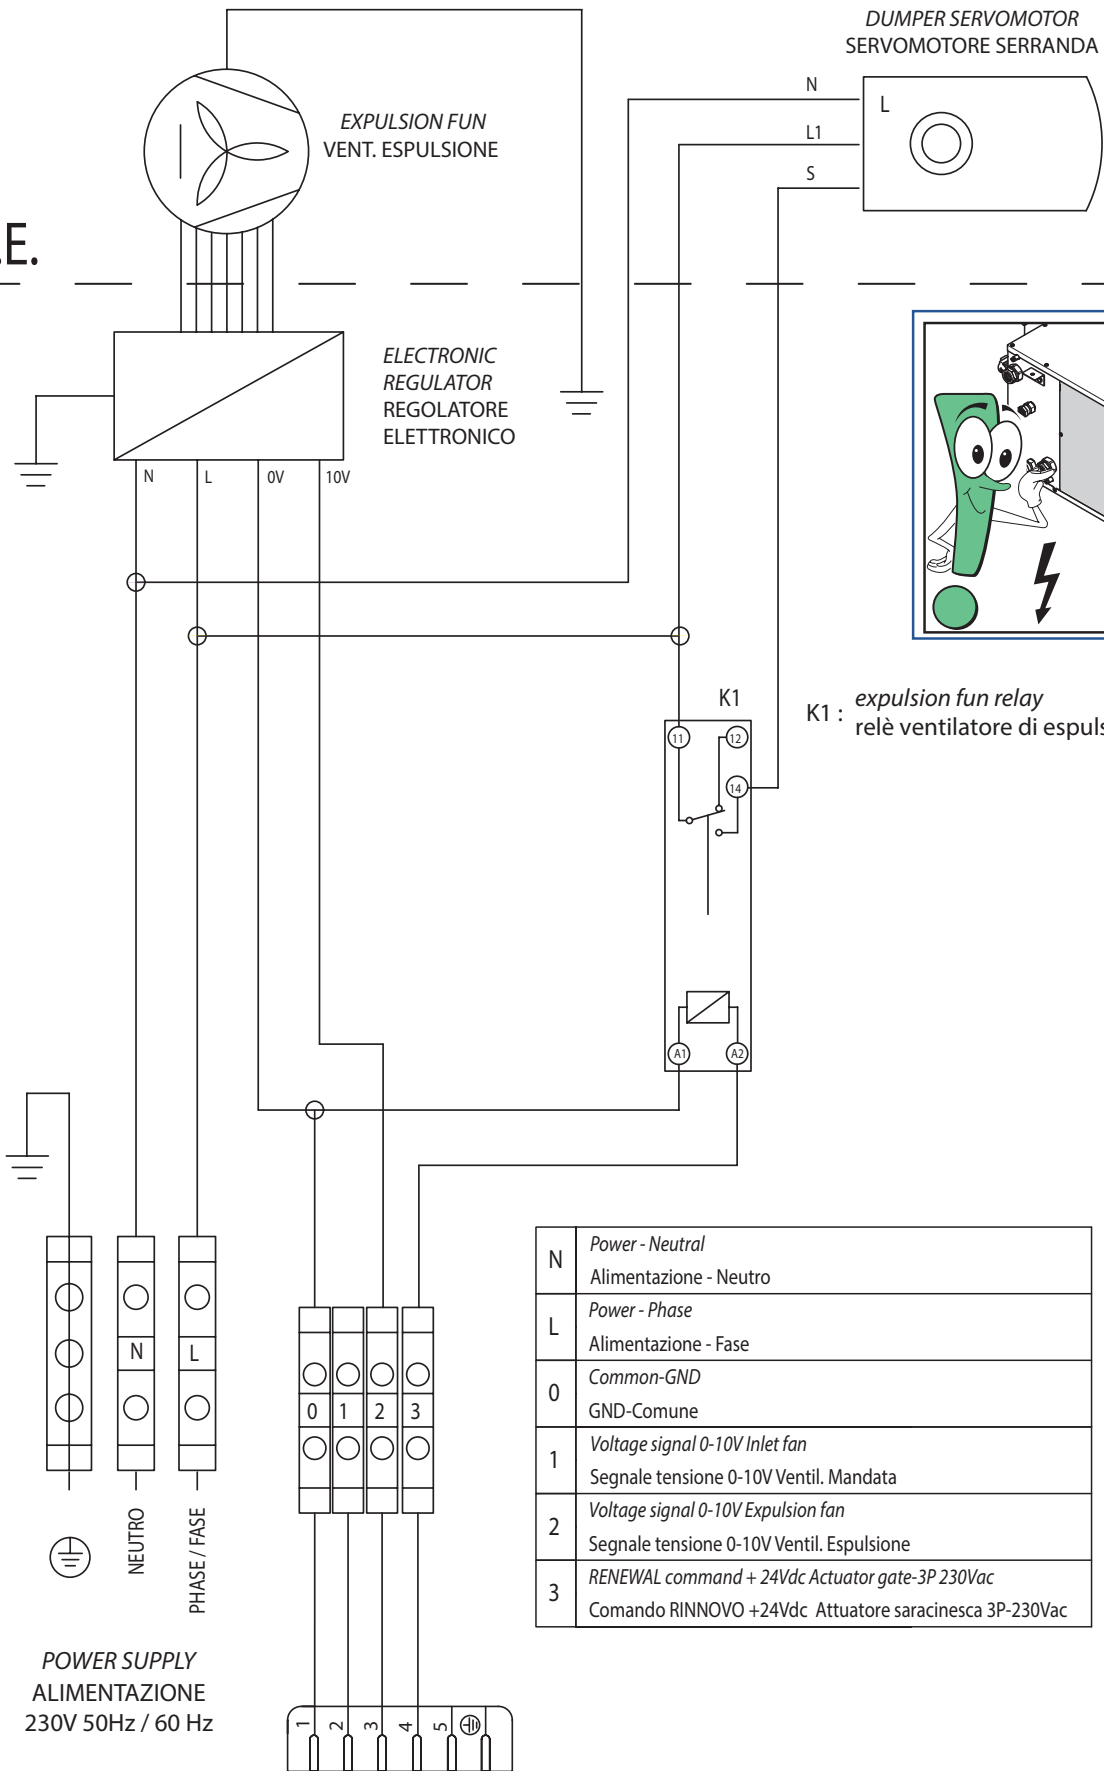 DUMPER SERVOMOTOR
SERVOMOTORE SERRANDA
N
L1
S
L
EXPULSION FUN
VENT. ESPULSIONE
.E.
ELECTRONIC
REGULATOR
REGOLATORE
ELETTRONICO
N
L
0V
10V
K1
K1 : expulsion fun relay
relè ventilatore di espuls
11
12
14
A1
A2
N
L
0
1
2
3
NEUTRO
PHASE / FASE
POWER SUPPLY
ALIMENTAZIONE
230V 50Hz / 60 Hz
1
2
3
4
5
N
Power - Neutral
Alimentazione - Neutro
L
Power - Phase
Alimentazione - Fase
0
Common-GND
GND-Comune
1
Voltage signal 0-10V Inlet fan
Segnale tensione 0-10V Ventil. Mandata
2
Voltage signal 0-10V Expulsion fan
Segnale tensione 0-10V Ventil. Espulsione
3
RENEWAL command + 24Vdc Actuator gate-3P 230Vac
Comando RINNOVO +24Vdc Attuatore saracinesca 3P-230Vac